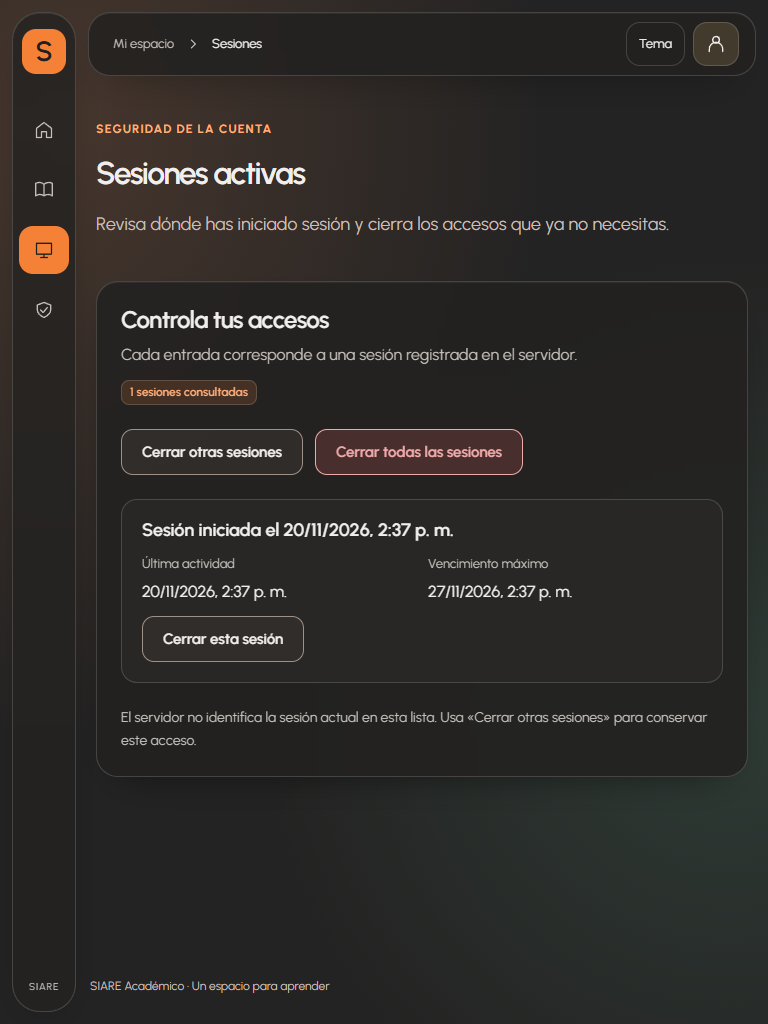 S
Mi espacio > Sesiones
Tema
SEGURIDAD DE LA CUENTA
Sesiones activas
Revisa dónde has iniciado sesión y cierra los accesos que ya no necesitas.
Controla tus accesos
Cada entrada corresponde a una sesión registrada en el servidor.
1 sesiones consultadas
Cerrar otras sesiones
Cerrar todas las sesiones
Sesión iniciada el 20/11/2026, 2:37 p. m.
Última actividad
20/11/2026, 2:37 p. m.
Vencimiento máximo
27/11/2026, 2:37 p. m.
Cerrar esta sesión
El servidor no identifica la sesión actual en esta lista. Usa «Cerrar otras sesiones» para conservar
este acceso.
SIARE
SIARE Académico · Un espacio para aprender